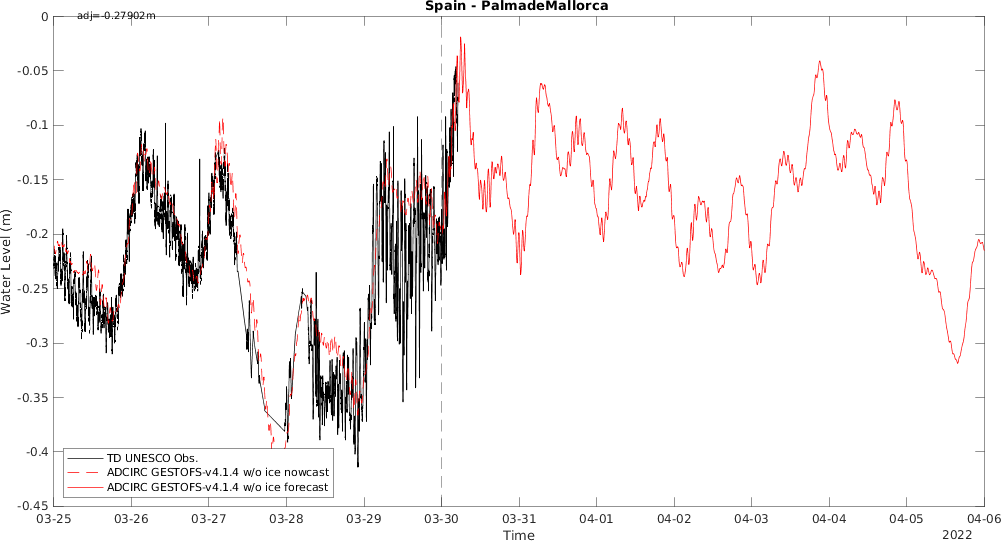 Spain - PalmadeMallorca
adj=-0.27902m
0
-0.05
-0.1
-0.15
-0.2
-0.25
-0.3
-0.35
-0.4
-0.45
Water Level (m)
TD UNESCO Obs.
ADCIRC GESTOFS-v4.1.4 w/o ice nowcast
ADCIRC GESTOFS-v4.1.4 w/o ice forecast
03-25 03-26 03-27 03-28 03-29 03-30 03-31 04-01 04-02 04-03 04-04 04-05 04-06
Time
2022